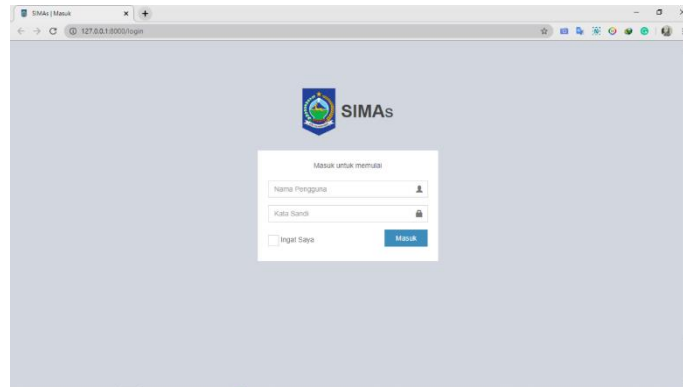 SIMAs | Masuk
127.0.0.1:8000/login
SIMAs
Masuk untuk memulai
Nama Pengguna
Kata Sandi
Ingat Saya
Masuk